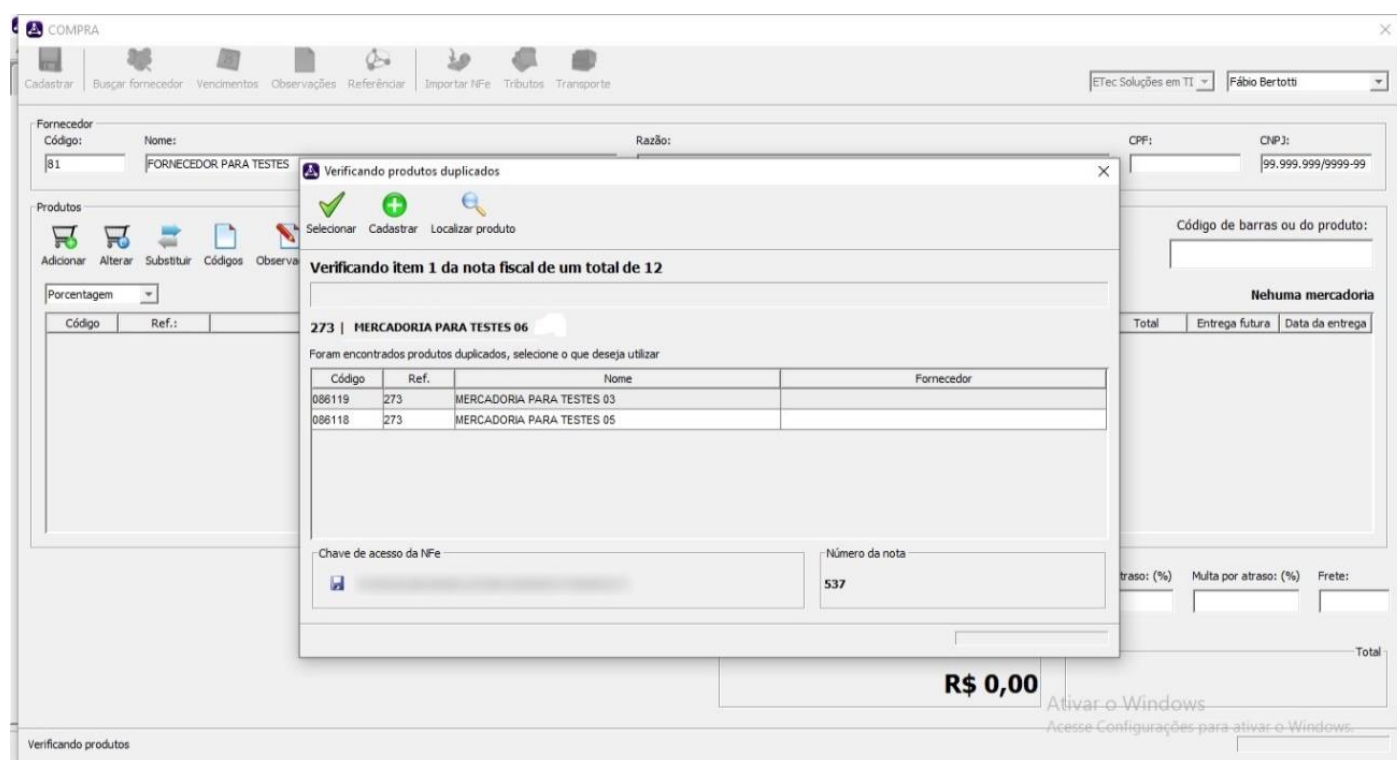 COMPRA
Cadastrar Buscar fornecedor Vencimentos Observações Referênciar Importar NFe Tributos Transporte
ETec Soluções em TI Fábio Bertotti
Fornecedor
Código: Nome: Razão: CPF: CNPJ:
81 FORNECEDOR PARA TESTES 99.999.999/9999-99
Produtos
Adicionar Alterar Substituir Códigos Observa
Código de barras ou do produto:
Porcentagem
Nehuma mercadoria
Código Ref.: Total Entrega futura Data da entrega
Verificando produtos duplicados
Selecionar Cadastrar Localizar produto
Verificando item 1 da nota fiscal de um total de 12
273 | MERCADORIA PARA TESTES 06
Foram encontrados produtos duplicados, selecione o que deseja utilizar
Código Ref. Nome Fornecedor
086119 273 MERCADORIA PARA TESTES 03
086118 273 MERCADORIA PARA TESTES 05
Chave de acesso da NFe Número da nota
537
traso: (%) Multa por atraso: (%) Frete:
Total
R$ 0,00
Ativar o Windows
Acesse Configurações para ativar o Windows.
Verificando produtos